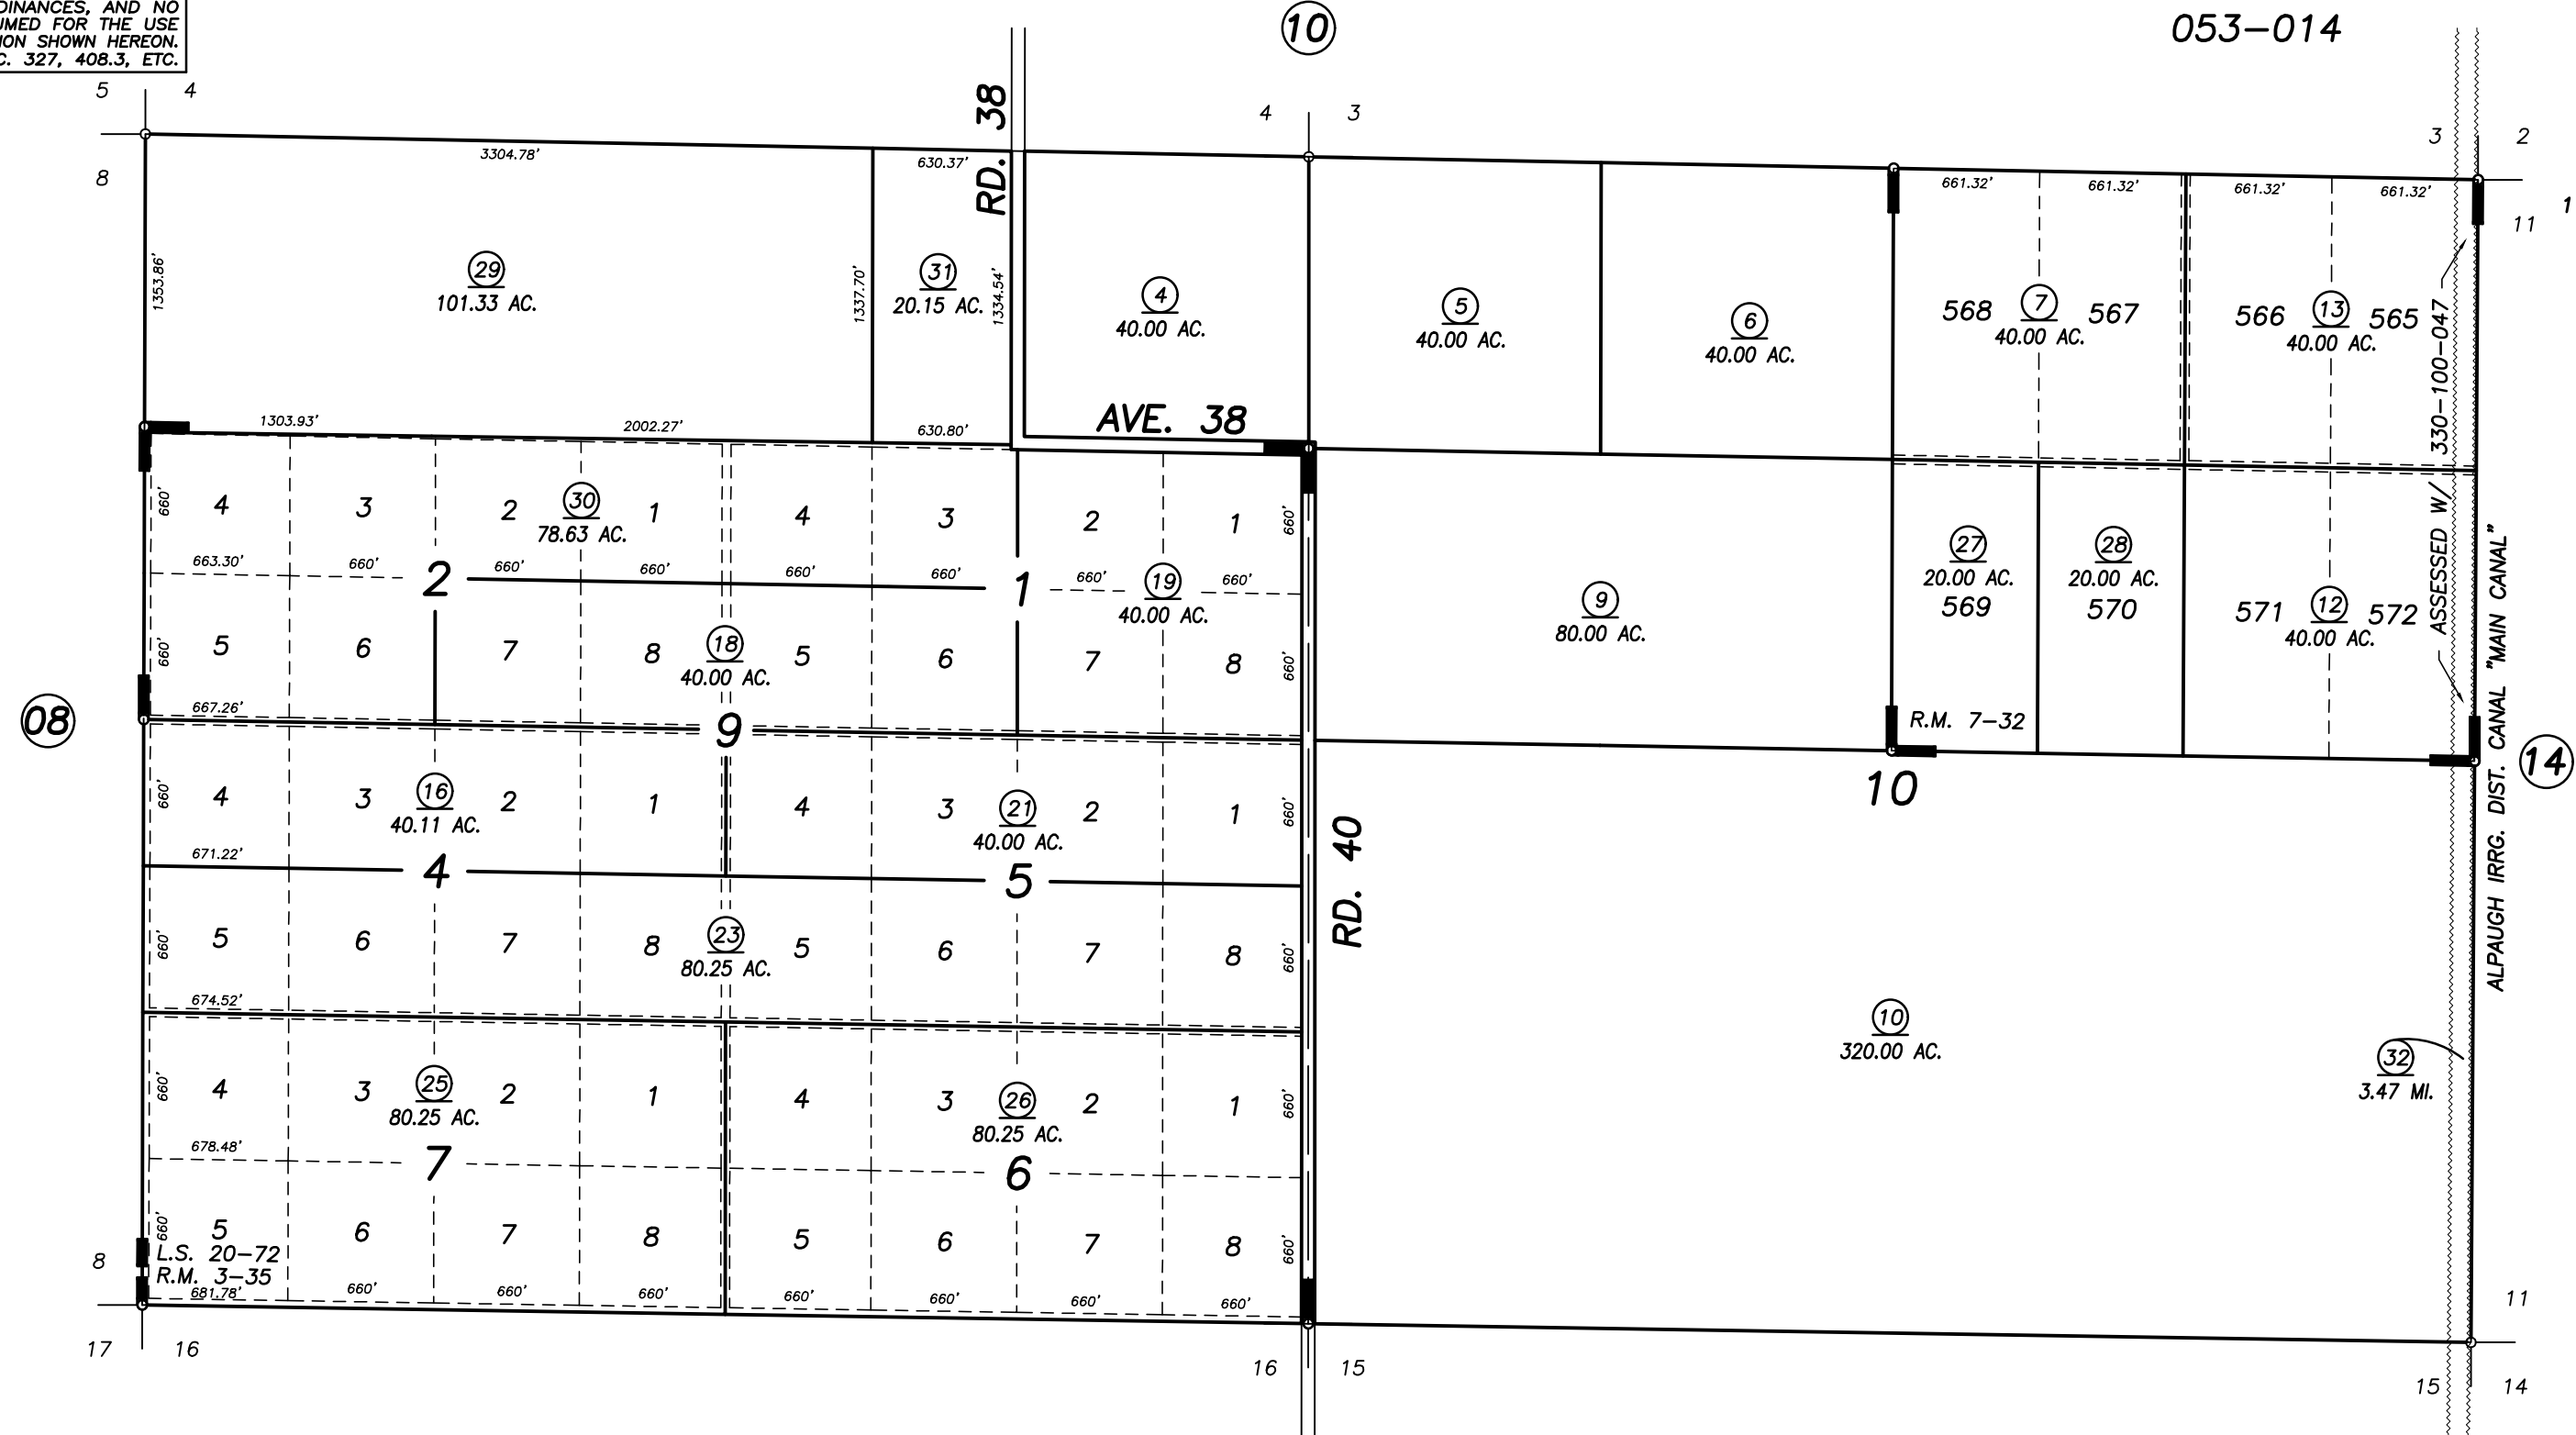 DINANCES, AND NO
UMED FOR THE USE
ION SHOWN HEREON.
C. 327, 408.3, ETC.
10
053-014
5 4
4 3
3 2
8
11
1
RD. 38
3304.78'
630.37'
661.32' 661.32' 661.32' 661.32'
1353.86'
1337.70'
1334.54'
29
101.33 AC.
31
20.15 AC.
4
40.00 AC.
5
40.00 AC.
6
40.00 AC.
568 7 567
40.00 AC.
566 13 565
40.00 AC.
ASSESSED W/ 330-100-047
AVE. 38
1303.93' 2002.27' 630.80'
660' 4 3 2 30 1 4 3 2 1 660'
78.63 AC.
663.30' 660' 2 660' 660' 660' 660' 1 660' 19 660'
40.00 AC.
27
20.00 AC.
569
28
20.00 AC.
570
9
80.00 AC.
571 12 572
40.00 AC.
ALPAUGH IRRG. DIST. CANAL "MAIN CANAL"
660' 5 6 7 8 18 5 6 7 8 660'
40.00 AC.
667.26'
08
9
R.M. 7-32
10
14
660' 4 3 16 2 1 4 3 21 2 1 660'
40.11 AC.
40.00 AC.
671.22'
4
5
RD. 40
660' 5 6 7 8 23 5 6 7 8 660'
80.25 AC.
674.52'
10
320.00 AC.
32
3.47 MI.
660' 4 3 25 2 1 4 3 26 2 1 660'
80.25 AC.
80.25 AC.
678.48'
7
6
660' 5 6 7 8 5 6 7 8 660'
8
L.S. 20-72
R.M. 3-35
681.78' 660' 660' 660' 660' 660' 660' 660'
11
17 16
16 15
15 14